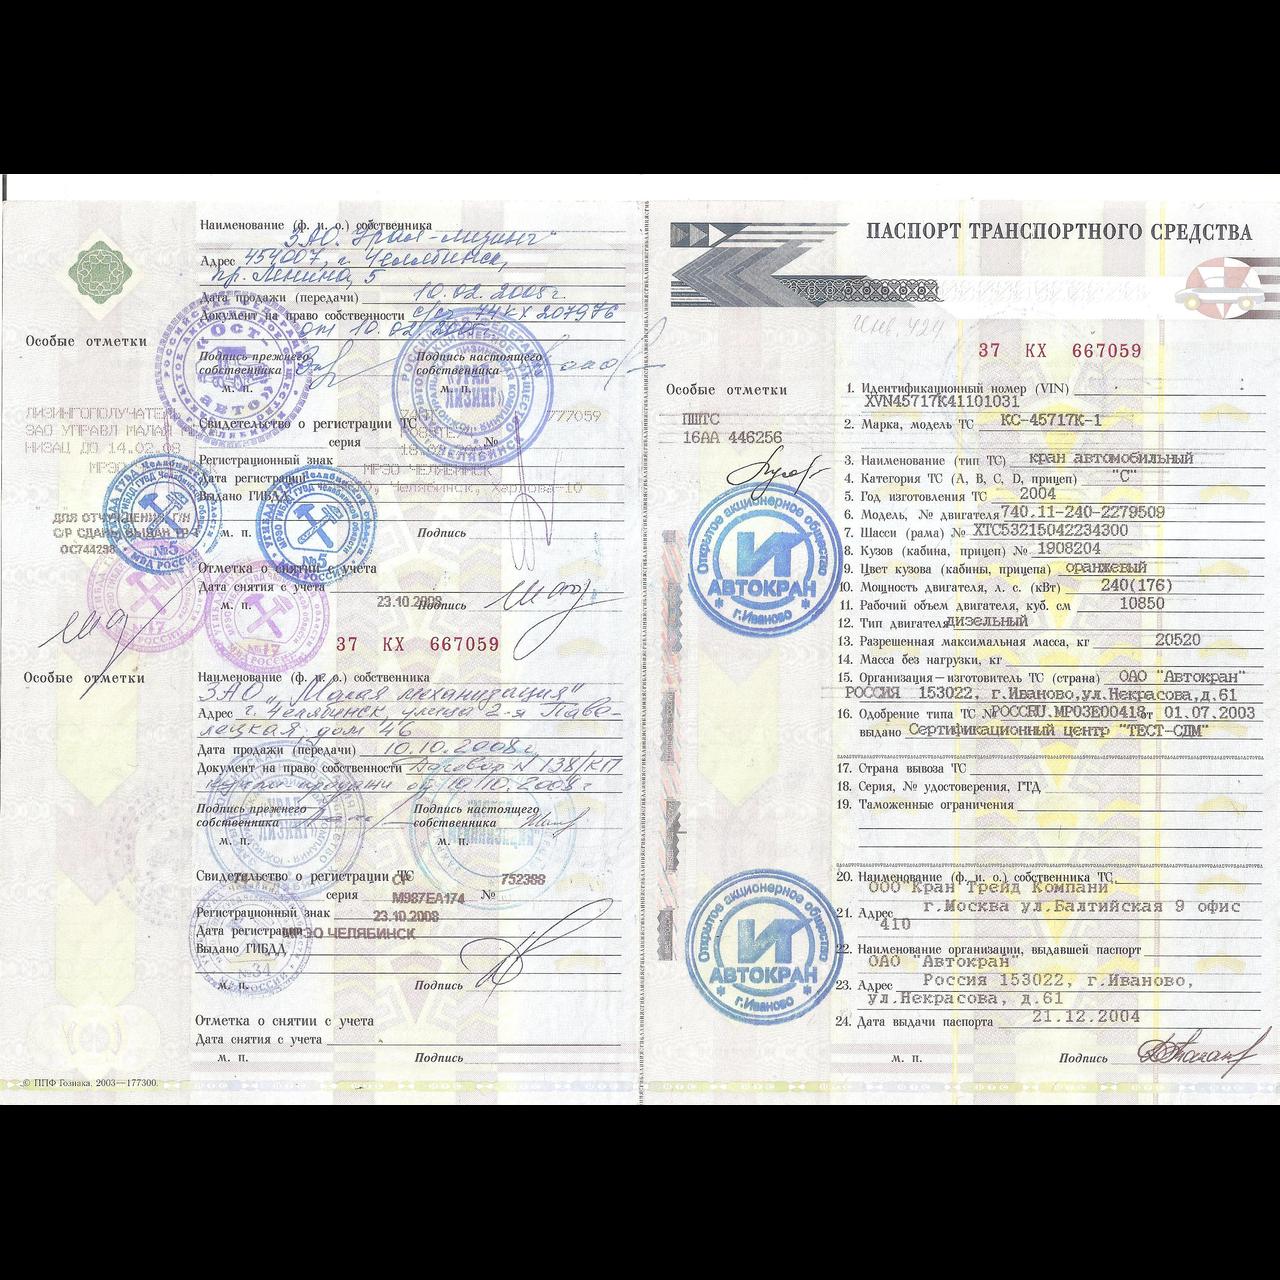 Наименование (ф. и. о.) собственника
ЗАО "Урал-лизинг"
Адрес 454007, г. Челябинск,
пр. Ленина, 5
Дата продажи (передачи) 10.02.2005г.
Документ на право собственности с/сч 74КХ207976
от 10.02.2005
Особые отметки
Подпись прежнего собственника
Подпись настоящего собственника
М. П.
М. П.
ЛИЗИНГОПОЛУЧАТЕЛЬ
ЗАО УПРАВЛ МАЛАЯ
НИЗАЦ ДО 14.02.08
МРЭО
Свидетельство о регистрации ТС
серия № 777059
Регистрационный знак
Дата регистрации
МРЭО ЧЕЛЯБИНСК
Выдано ГИБДД Челябинск, Харлова-10
М. П. Подпись
ДЛЯ ОТЧУЖДЕНИЯ Г/Н
С/Р СДАНЫ ВЫДАН ТР
ОС744298
Отметка о снятии с учета
Дата снятия с учета 23.10.2008
М. П. Подпись
37 КХ 667059
Особые отметки
Наименование (ф. и. о.) собственника
ЗАО "Малая механизация"
Адрес г. Челябинск, улица 2-я Паве-
лецкая, дом 46
Дата продажи (передачи) 10.10.2008г.
Документ на право собственности Договор N 138/КП
купли продажи от 10.10.2008г
Подпись прежнего собственника
Подпись настоящего собственника
М. П.
М. П.
Свидетельство о регистрации ТС
серия № 752388
М987ЕА174
Регистрационный знак 23.10.2008
Дата регистрации МРЭО ЧЕЛЯБИНСК
Выдано ГИБДД
М. П. Подпись
Отметка о снятии с учета
Дата снятия с учета
М. П. Подпись
© ППФ Гознака, 2003—177300.
ПАСПОРТ ТРАНСПОРТНОГО СРЕДСТВА
Инв. 424
37 КХ 667059
Особые отметки
ПШТС
16АА 446256
1. Идентификационный номер (VIN)
XVN45717K41101031
2. Марка, модель ТС КС-45717К-1
3. Наименование (тип ТС) кран автомобильный
4. Категория ТС (A, B, C, D, прицеп) "С"
5. Год изготовления ТС 2004
6. Модель, № двигателя 740.11-240-2279509
7. Шасси (рама) № ХТС53215042234300
8. Кузов (кабина, прицеп) № 1908204
9. Цвет кузова (кабины, прицепа) оранжевый
10. Мощность двигателя, л. с. (кВт) 240(176)
11. Рабочий объем двигателя, куб. см 10850
12. Тип двигателя дизельный
13. Разрешенная максимальная масса, кг 20520
14. Масса без нагрузки, кг
15. Организация—изготовитель ТС (страна) ОАО "Автокран"
РОССИЯ 153022, г.Иваново,ул.Некрасова,д.61
16. Одобрение типа ТС № РОССRU.МР03Е00418 от 01.07.2003
выдано Сертификационный центр "ТЕСТ-СДМ"
17. Страна вывоза ТС
18. Серия, № удостоверения, ГТД
19. Таможенные ограничения
20. Наименование (ф. и. о.) собственника ТС
ООО Кран Трейд Компани
21. Адрес г.Москва ул.Балтийская 9 офис
410
22. Наименование организации, выдавшей паспорт
ОАО "Автокран"
23. Адрес Россия 153022, г.Иваново,
ул.Некрасова, д.61
24. Дата выдачи паспорта 21.12.2004
М. П. Подпись
Открытое акционерное общество
ИТ
АВТОКРАН
г.Иваново
Открытое акционерное общество
ИТ
АВТОКРАН
г.Иваново